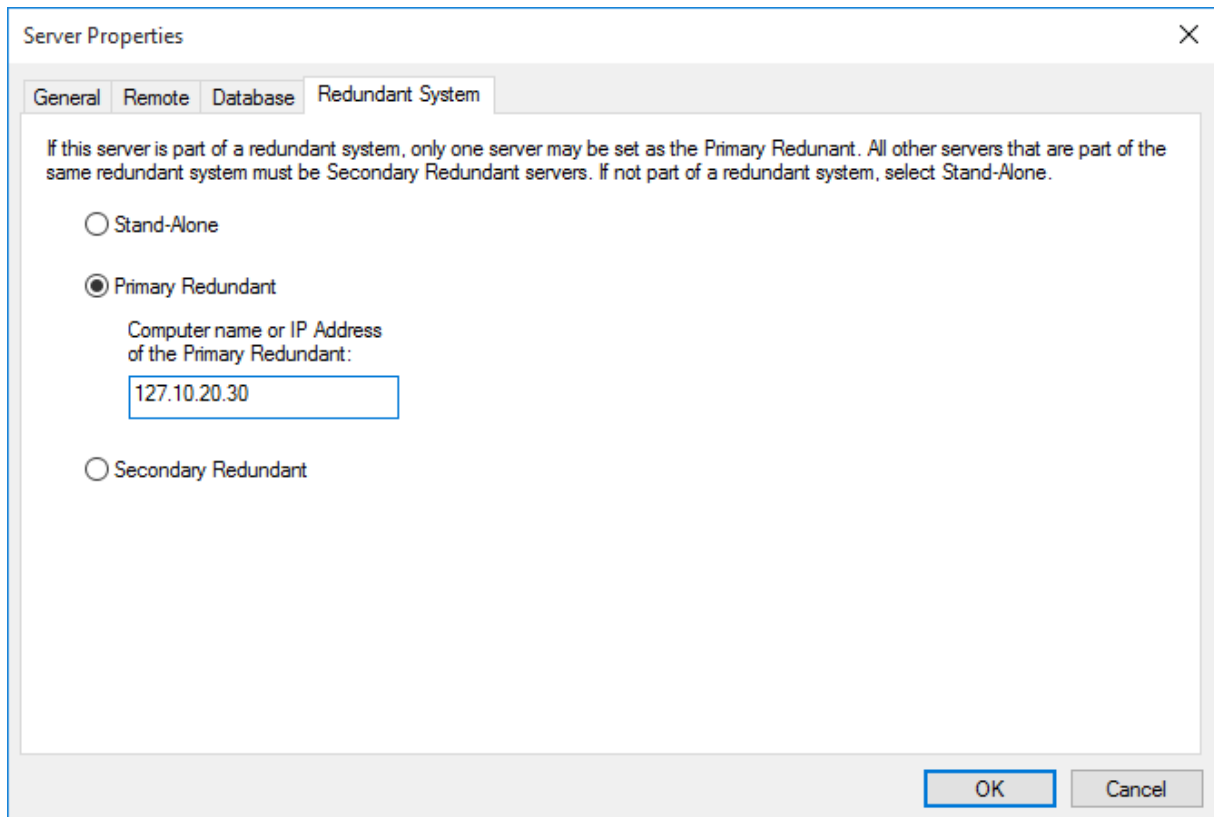 Server Properties
General Remote Database Redundant System
If this server is part of a redundant system, only one server may be set as the Primary Redunant. All other servers that are part of the
same redundant system must be Secondary Redundant servers. If not part of a redundant system, select Stand-Alone.
Stand-Alone
Primary Redundant
Computer name or IP Address
of the Primary Redundant:
127.10.20.30
Secondary Redundant
OK Cancel